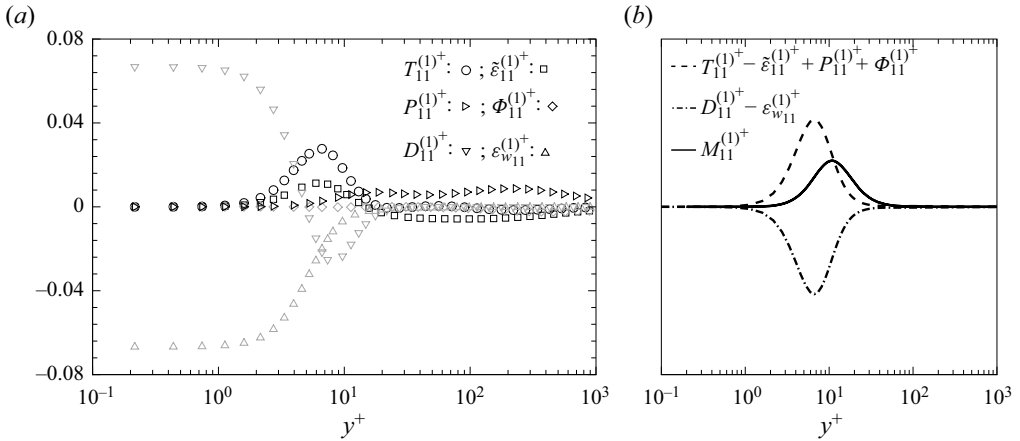 (a)
0.08
0.04
0
–0.04
–0.08
T₁₁⁽¹⁾⁺: ○ ; ε̃₁₁⁽¹⁾⁺: □
P₁₁⁽¹⁾⁺: ▷ ; Φ₁₁⁽¹⁾⁺: ◇
D₁₁⁽¹⁾⁺: ▽ ; ε_w₁₁⁽¹⁾⁺: △
10⁻¹ 10⁰ 10¹ 10² 10³
y⁺
(b)
T₁₁⁽¹⁾⁺ – ε̃₁₁⁽¹⁾⁺ + P₁₁⁽¹⁾⁺ + Φ₁₁⁽¹⁾⁺
D₁₁⁽¹⁾⁺ – ε_w₁₁⁽¹⁾⁺
M₁₁⁽¹⁾⁺
10⁻¹ 10⁰ 10¹ 10² 10³
y⁺